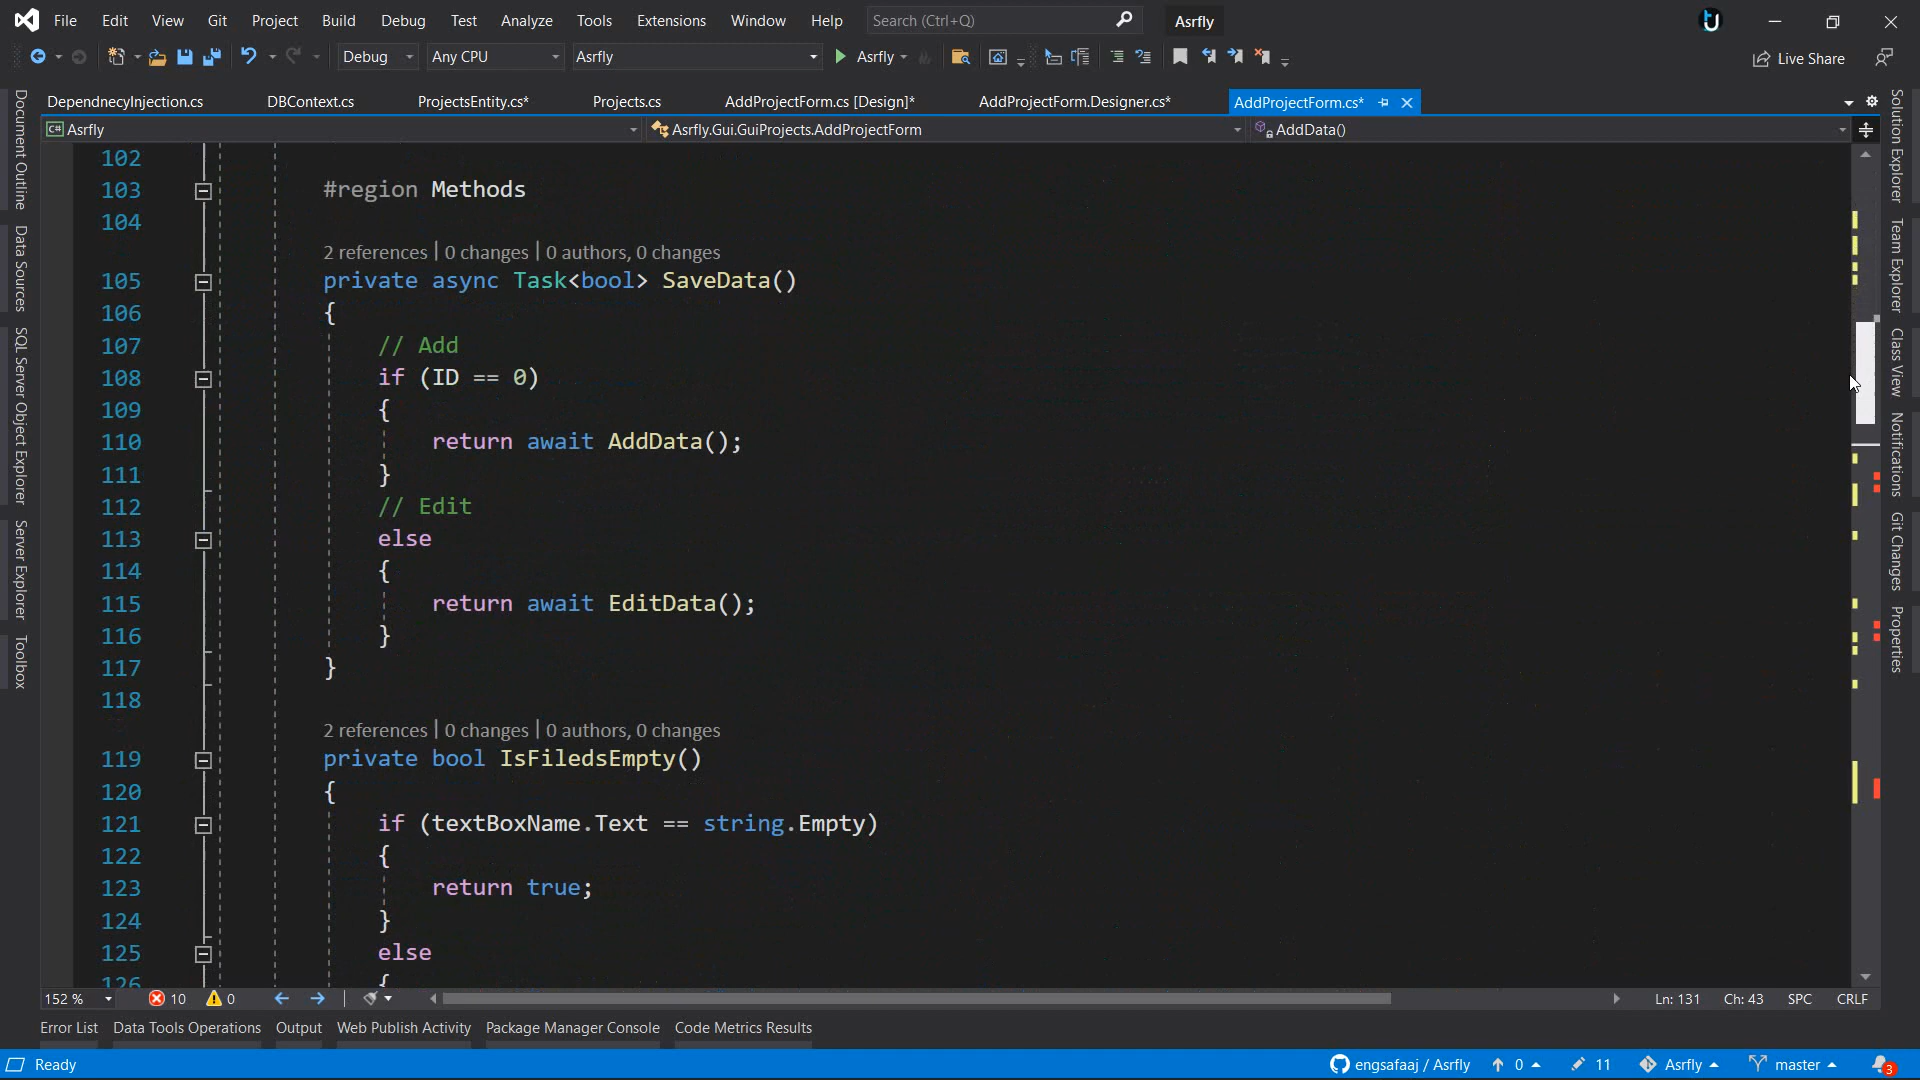 File Edit View Git Project Build Debug Test Analyze Tools Extensions Window Help Search (Ctrl+Q) Asrfly
Debug Any CPU Asrfly Asrfly Live Share
DependnecyInjection.cs DBContext.cs ProjectsEntity.cs* Projects.cs AddProjectForm.cs [Design]* AddProjectForm.Designer.cs* AddProjectForm.cs*
C# Asrfly Asrfly.Gui.GuiProjects.AddProjectForm AddData()
Document Outline
Data Sources
SQL Server Object Explorer
Server Explorer
Toolbox
102
103 #region Methods
104
2 references | 0 changes | 0 authors, 0 changes
105 private async Task<bool> SaveData()
106 {
107 // Add
108 if (ID == 0)
109 {
110 return await AddData();
111 }
112 // Edit
113 else
114 {
115 return await EditData();
116 }
117 }
118
2 references | 0 changes | 0 authors, 0 changes
119 private bool IsFiledsEmpty()
120 {
121 if (textBoxName.Text == string.Empty)
122 {
123 return true;
124 }
125 else
126 {
Solution Explorer
Team Explorer
Class View
Notifications
Git Changes
Properties
152 % 10 0 Ln: 131 Ch: 43 SPC CRLF
Error List Data Tools Operations Output Web Publish Activity Package Manager Console Code Metrics Results
Ready engsafaaj / Asrfly 0 11 Asrfly master 3